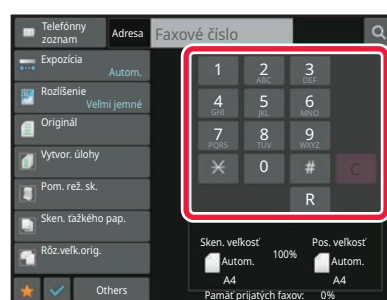 Telefónny
zoznam
Adresa
Faxové číslo
Expozícia
Autom.
Rozlíšenie
Veľmi jemné
Originál
Vytvor. úlohy
Pom. rež. sk.
Sken. ťažkého pap.
Rôz.veľk.orig.
Others
1
2
ABC
3
DEF
4
GHI
5
JKL
6
MNO
7
PQRS
8
TUV
9
WXYZ
0
#
C
R
Sken. veľkosť
Pos. veľkosť
Autom.
100%
Autom.
A4
A4
Pamäť prijatých faxov: 0%